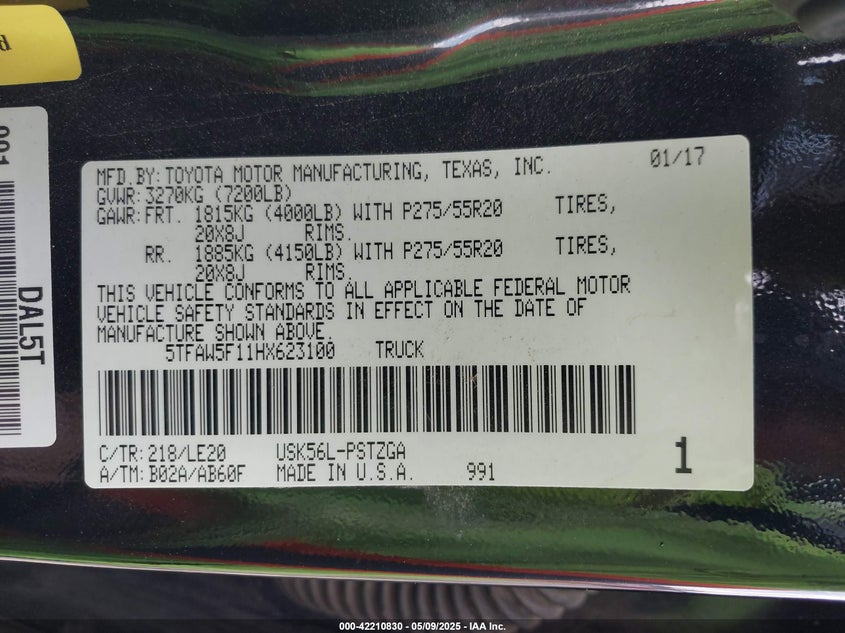 MFD.BY:TOYOTA MOTOR MANUFACTURING, TEXAS, INC. 01/17
GVWR:3270KG (7200LB)
GAWR:FRT. 1815KG (4000LB) WITH P275/55R20 TIRES,
20X8J RIMS.
RR. 1885KG (4150LB) WITH P275/55R20 TIRES,
20X8J RIMS.
THIS VEHICLE CONFORMS TO ALL APPLICABLE FEDERAL MOTOR
VEHICLE SAFETY STANDARDS IN EFFECT ON THE DATE OF
MANUFACTURE SHOWN ABOVE.
5TFAW5F11HX623100 TRUCK
C/TR:218/LE20 USK56L-PSTZGA
A/TM:B02A/AB60F MADE IN U.S.A. 991 1
DAL5T
000-42210830 - 05/09/2025 - IAA Inc.